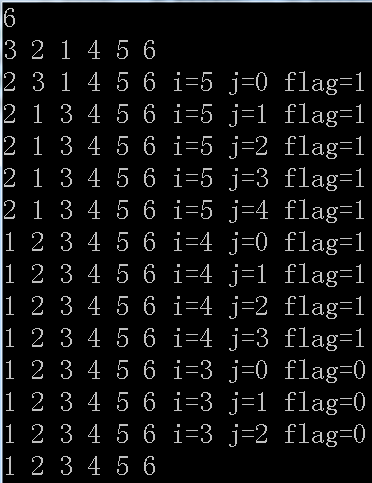 6
3 2 1 4 5 6
2 3 1 4 5 6 i=5 j=0 flag=1
2 1 3 4 5 6 i=5 j=1 flag=1
2 1 3 4 5 6 i=5 j=2 flag=1
2 1 3 4 5 6 i=5 j=3 flag=1
2 1 3 4 5 6 i=5 j=4 flag=1
1 2 3 4 5 6 i=4 j=0 flag=1
1 2 3 4 5 6 i=4 j=1 flag=1
1 2 3 4 5 6 i=4 j=2 flag=1
1 2 3 4 5 6 i=4 j=3 flag=1
1 2 3 4 5 6 i=3 j=0 flag=0
1 2 3 4 5 6 i=3 j=1 flag=0
1 2 3 4 5 6 i=3 j=2 flag=0
1 2 3 4 5 6